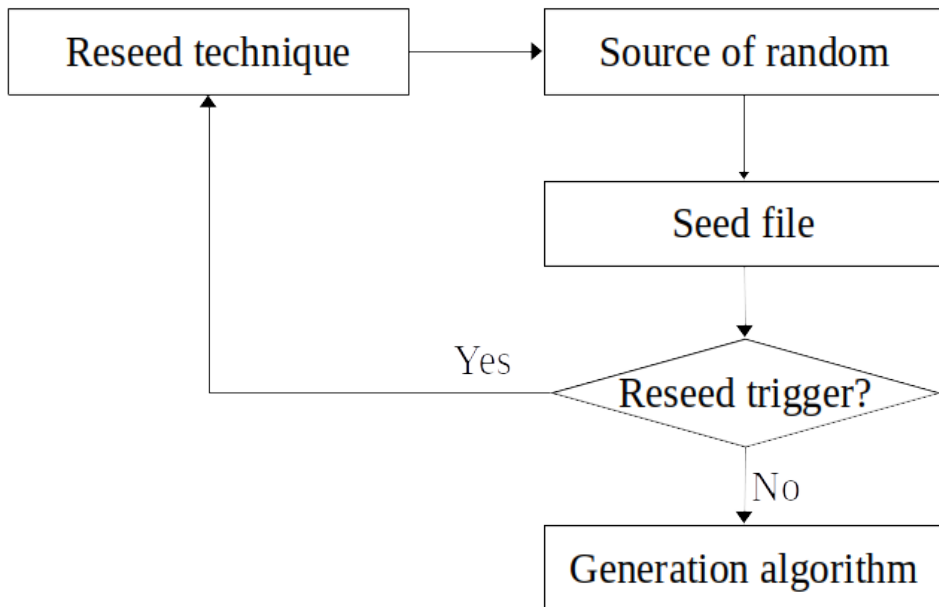 Reseed technique
Source of random
Seed file
Yes
Reseed trigger?
No
Generation algorithm